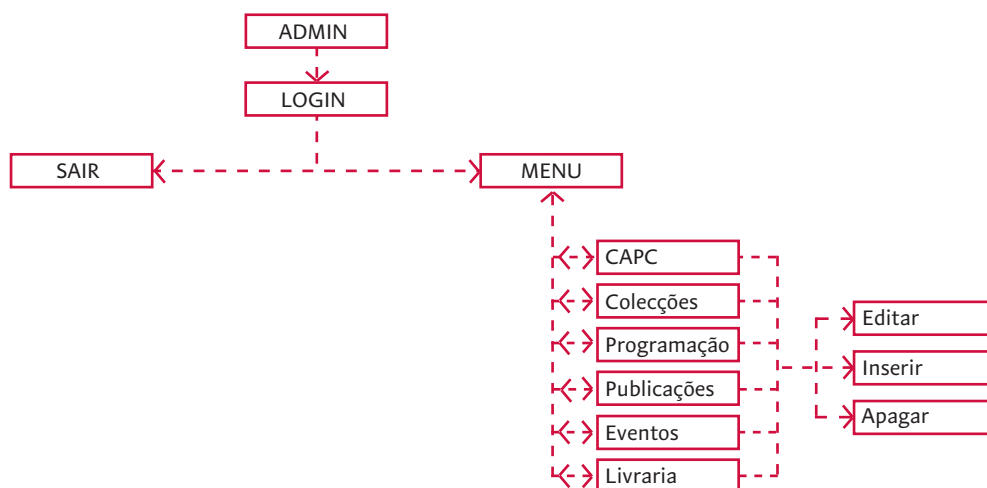 ADMIN
LOGIN
SAIR
MENU
CAPC
Colecções
Programação
Publicações
Eventos
Livraria
Editar
Inserir
Apagar